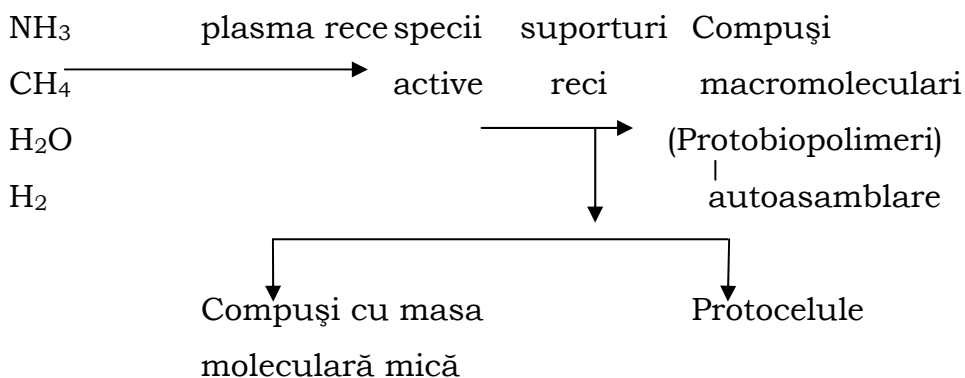 NH₃ plasma rece specii suporturi Compuşi
CH₄ active reci macromoleculari
H₂O (Protobiopolimeri)
H₂ autoasamblare
Compuşi cu masa Protocelule
moleculară mică